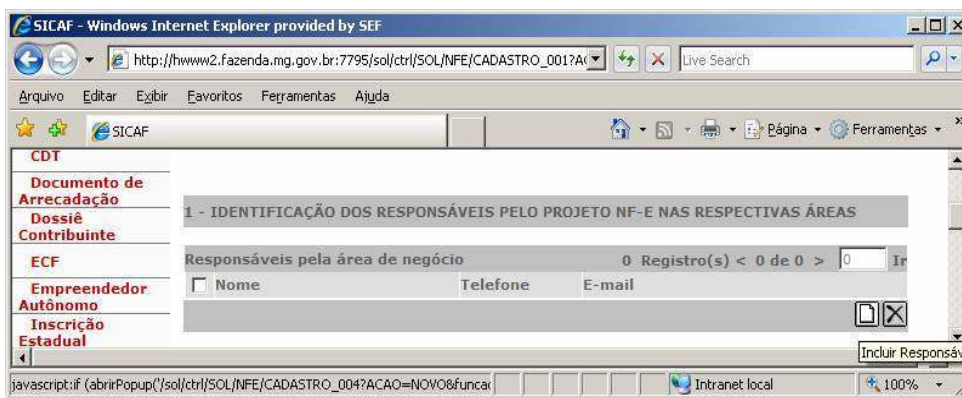 SICAF - Windows Internet Explorer provided by SEF
http://hwww2.fazenda.mg.gov.br:7795/sol/ctrl/SOL/NFE/CADASTRO_001?A
Live Search
Arquivo Editar Exibir Favoritos Ferramentas Ajuda
SICAF
Página Ferramentas
CDT
Documento de
Arrecadação
Dossiê
Contribuinte
ECF
Empreendedor
Autônomo
Inscrição
Estadual
1 - IDENTIFICAÇÃO DOS RESPONSÁVEIS PELO PROJETO NF-E NAS RESPECTIVAS ÁREAS
Responsáveis pela área de negócio 0 Registro(s) < 0 de 0 > 0 Ir
Nome Telefone E-mail
Incluir Responsáv
javascript:if (abrirPopup('/sol/ctrl/SOL/NFE/CADASTRO_004?ACAO=NOVO&funcao Intranet local 100%